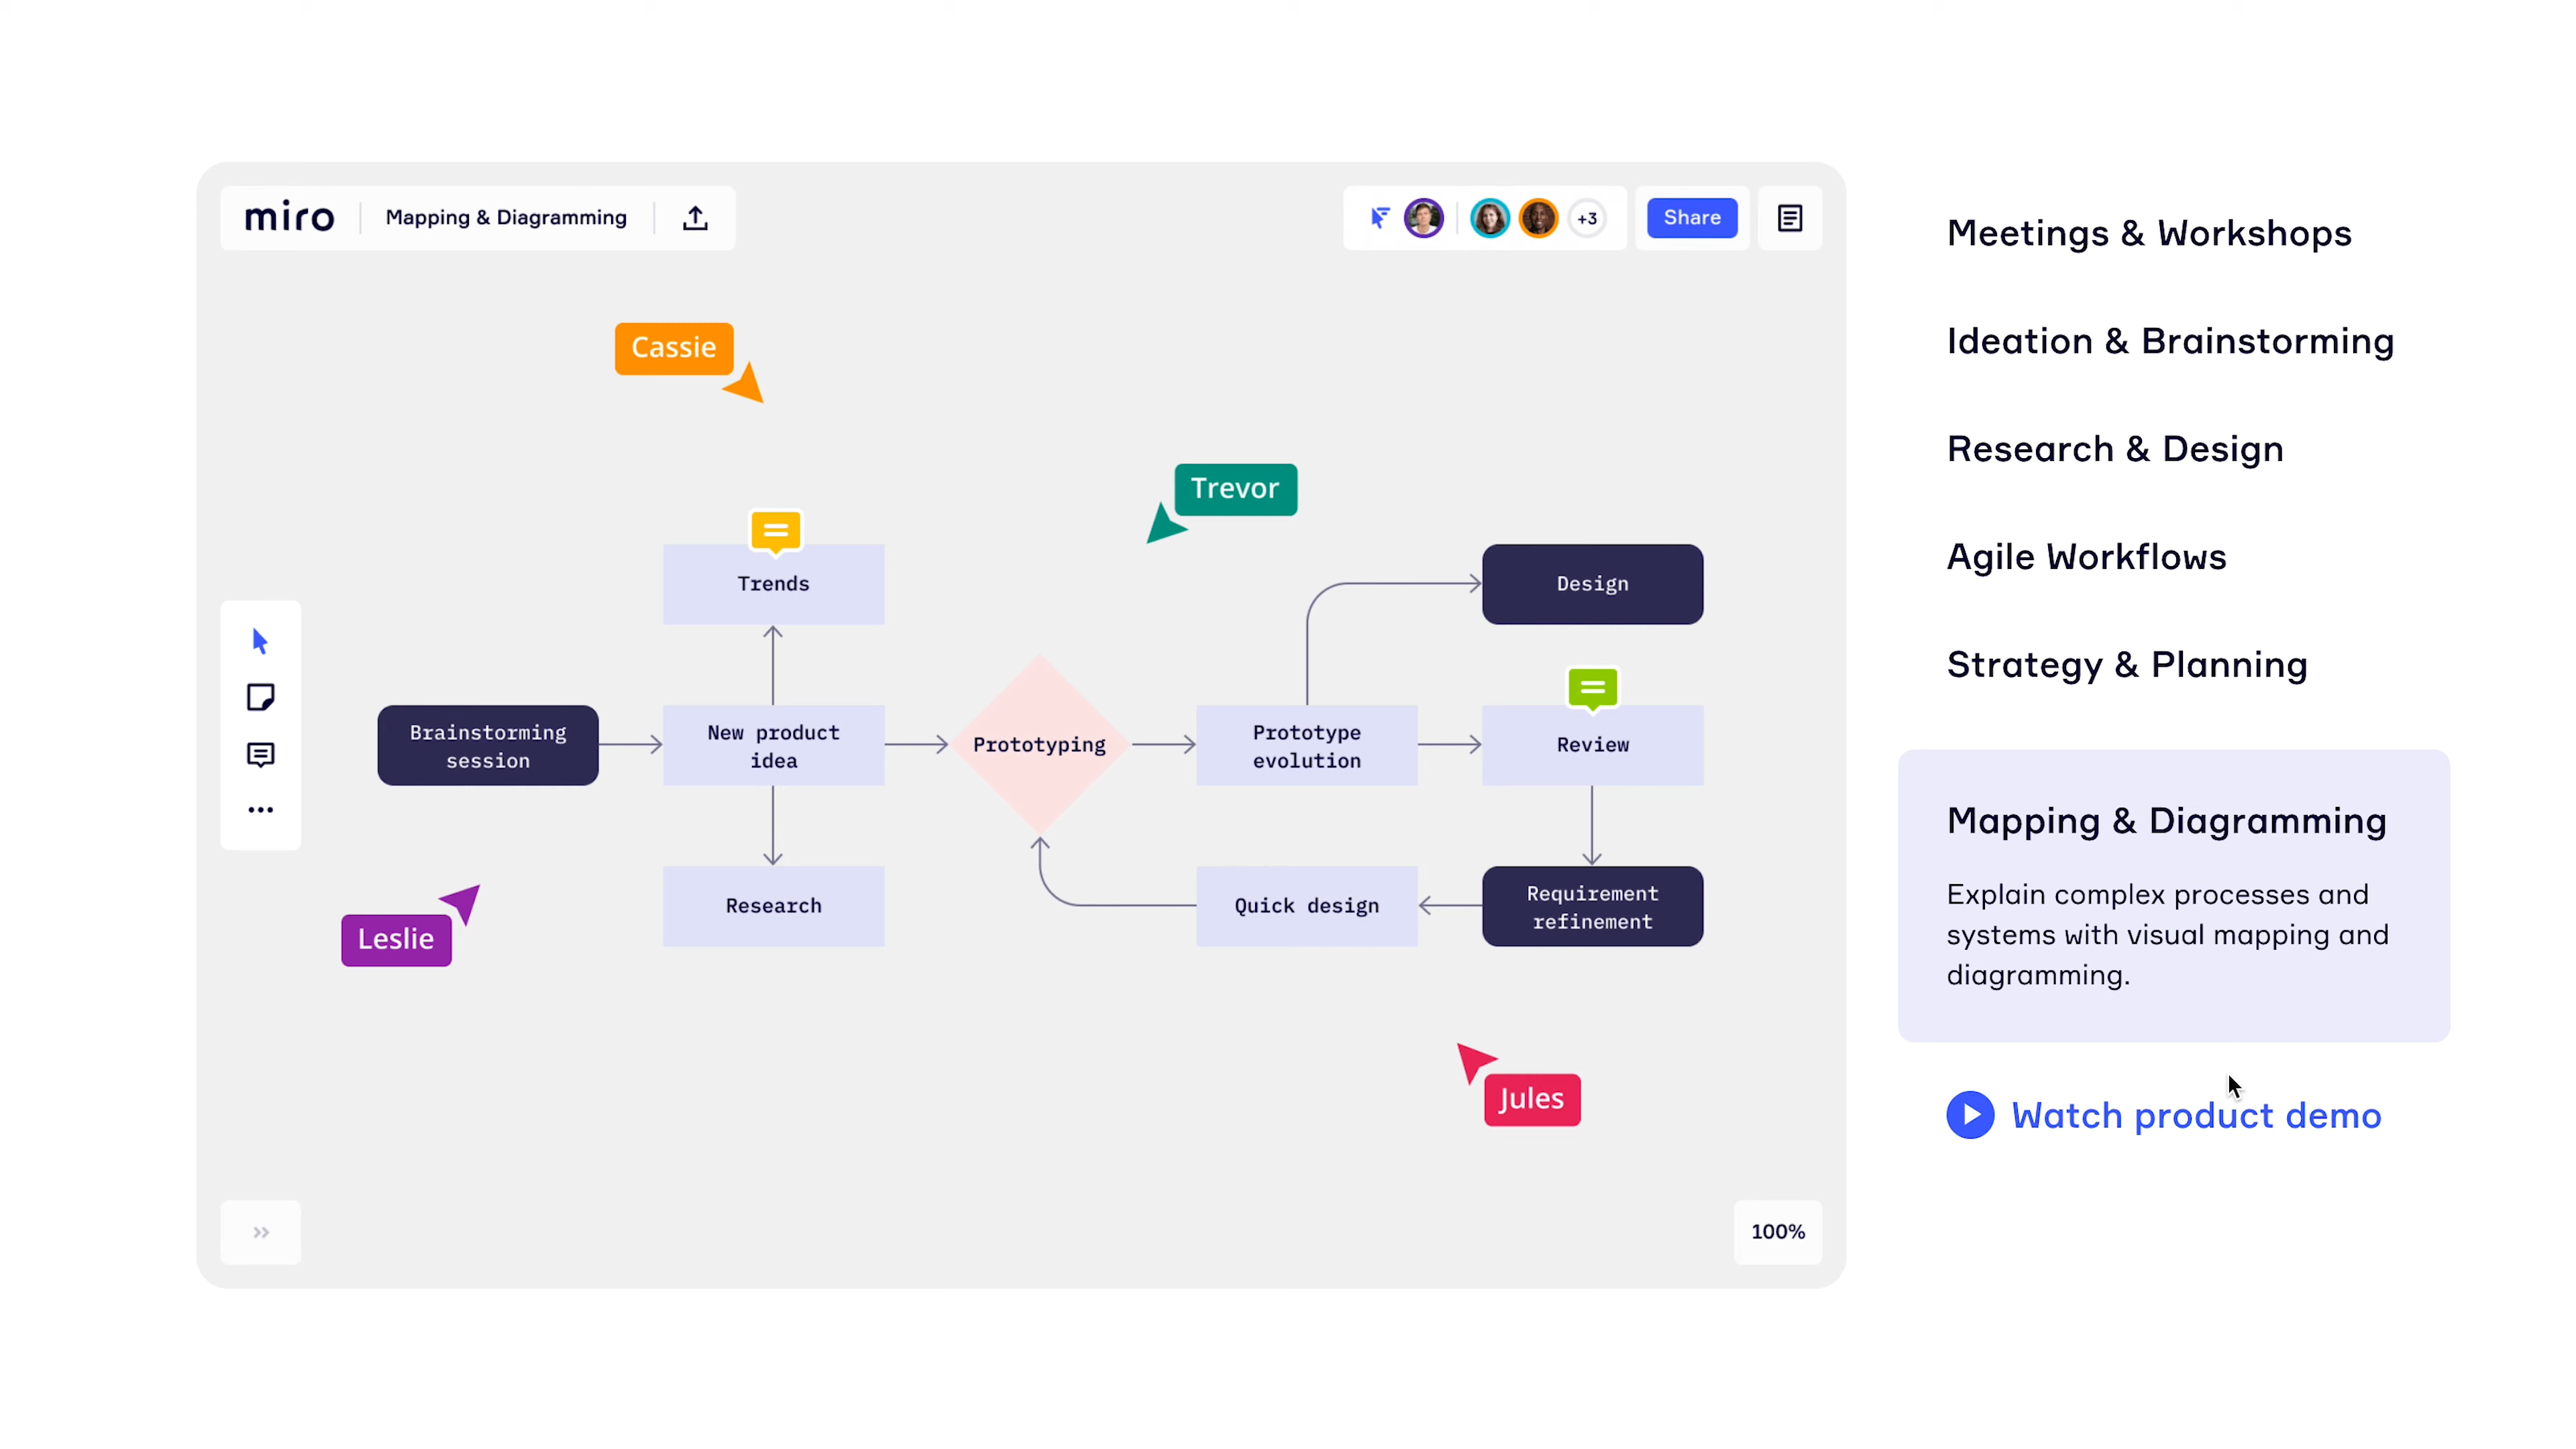 miro
Mapping & Diagramming
+3
Share
Cassie
Trevor
Trends
Design
Brainstorming
session
New product
idea
Prototyping
Prototype
evolution
Review
Research
Quick design
Requirement
refinement
Leslie
Jules
100%
Meetings & Workshops
Ideation & Brainstorming
Research & Design
Agile Workflows
Strategy & Planning
Mapping & Diagramming
Explain complex processes and
systems with visual mapping and
diagramming.
Watch product demo